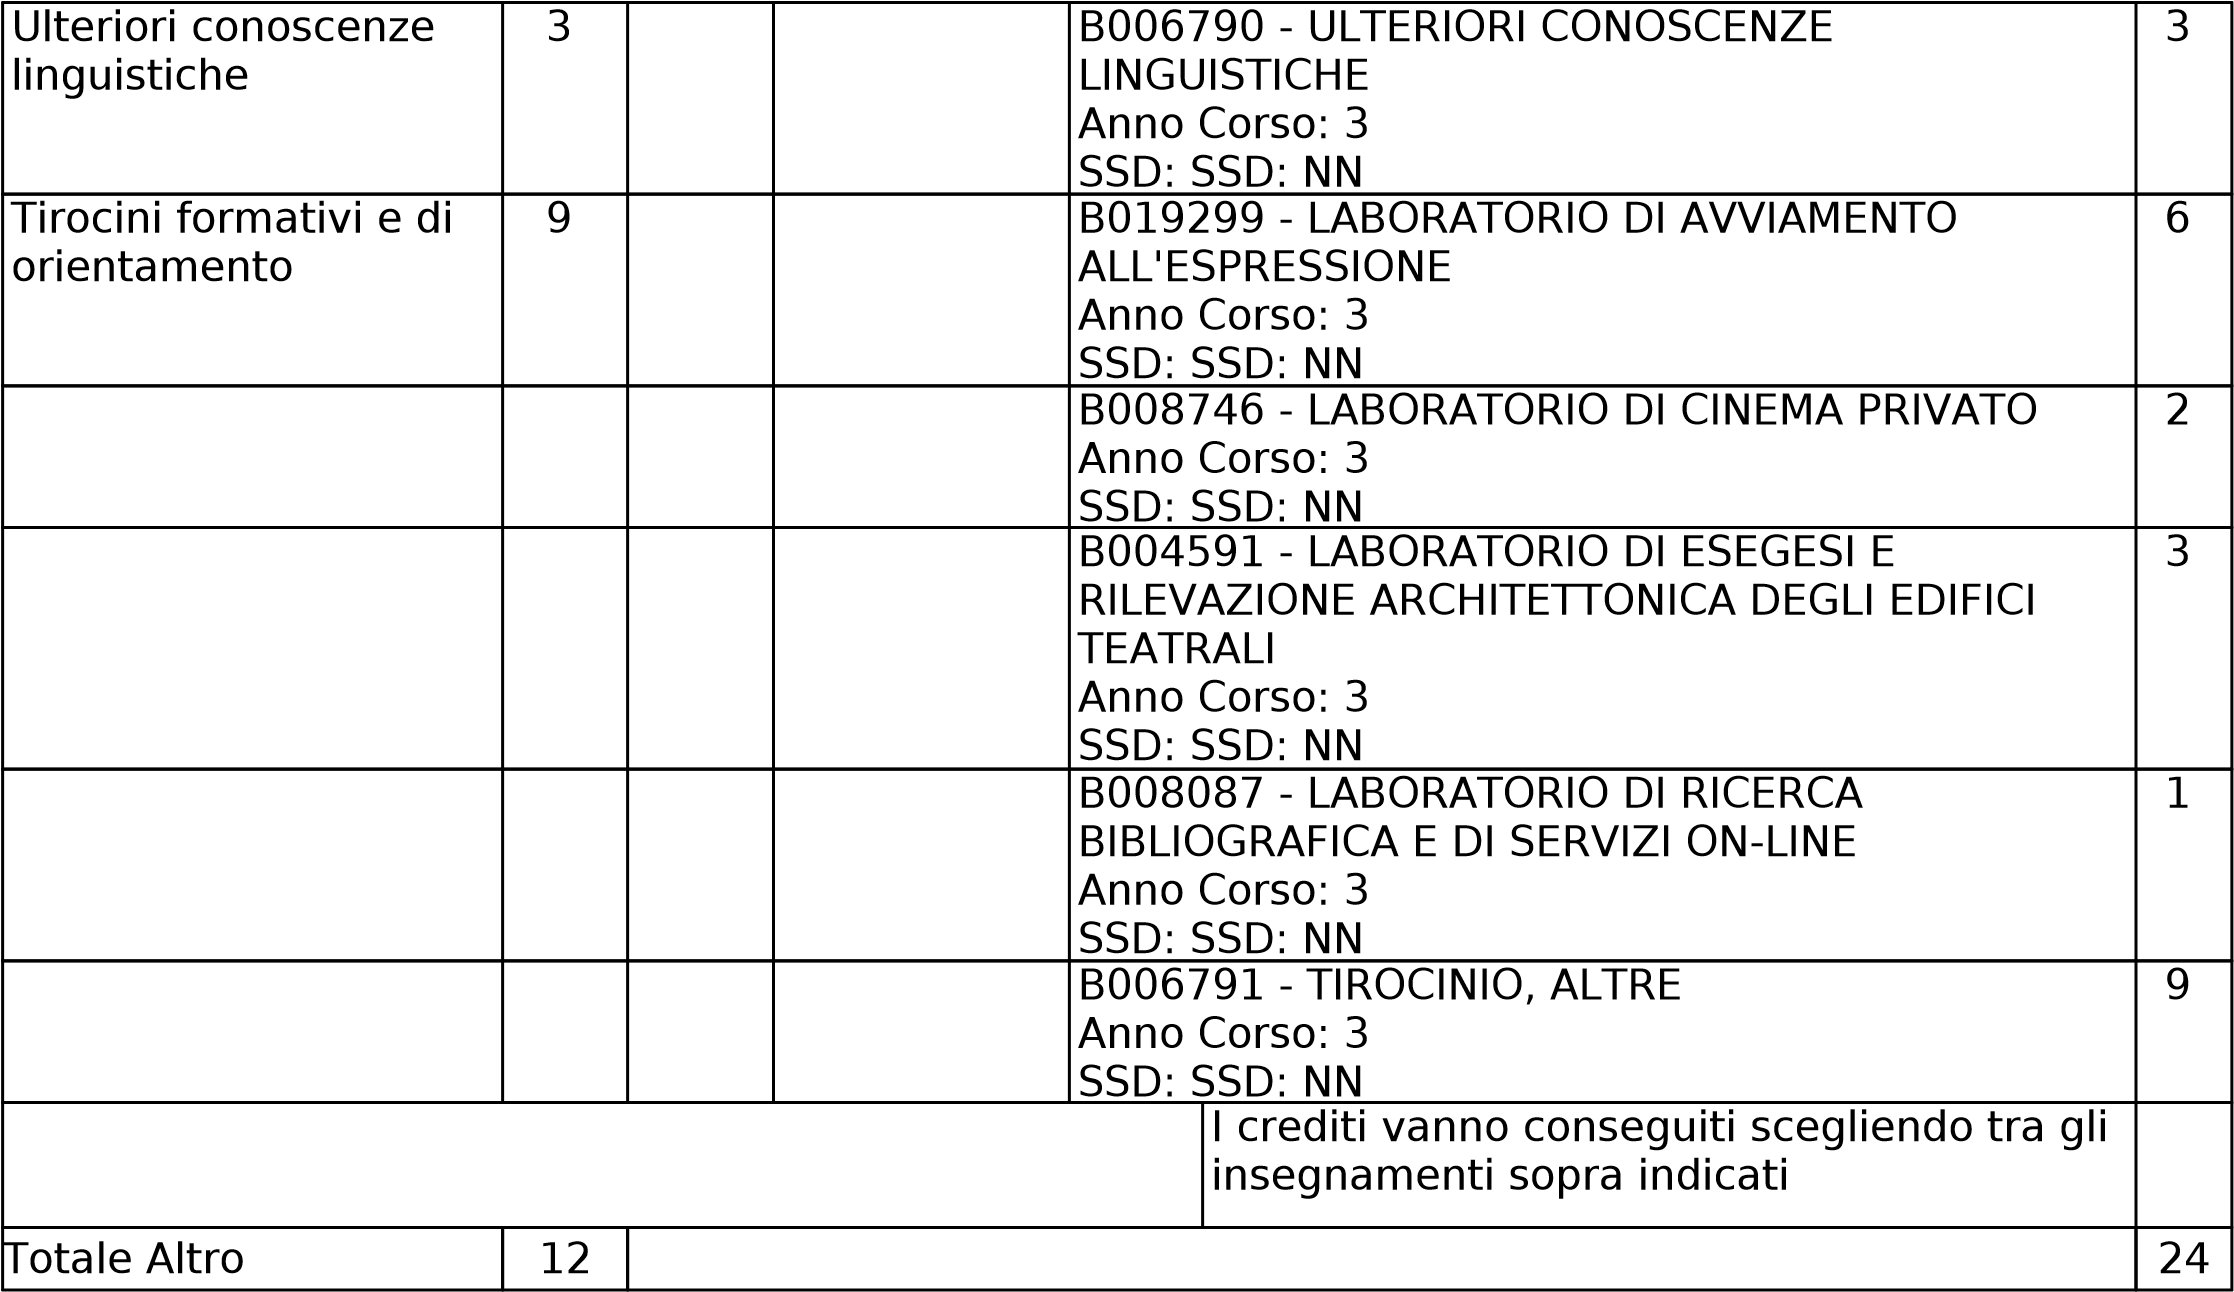 Ulteriori conoscenze
linguistiche
3
B006790 - ULTERIORI CONOSCENZE
LINGUISTICHE
Anno Corso: 3
SSD: SSD: NN
3
Tirocini formativi e di
orientamento
9
B019299 - LABORATORIO DI AVVIAMENTO
ALL'ESPRESSIONE
Anno Corso: 3
SSD: SSD: NN
6
B008746 - LABORATORIO DI CINEMA PRIVATO
Anno Corso: 3
SSD: SSD: NN
2
B004591 - LABORATORIO DI ESEGESI E
RILEVAZIONE ARCHITETTONICA DEGLI EDIFICI
TEATRALI
Anno Corso: 3
SSD: SSD: NN
3
B008087 - LABORATORIO DI RICERCA
BIBLIOGRAFICA E DI SERVIZI ON-LINE
Anno Corso: 3
SSD: SSD: NN
1
B006791 - TIROCINIO, ALTRE
Anno Corso: 3
SSD: SSD: NN
9
I crediti vanno conseguiti scegliendo tra gli
insegnamenti sopra indicati
Totale Altro
12
24